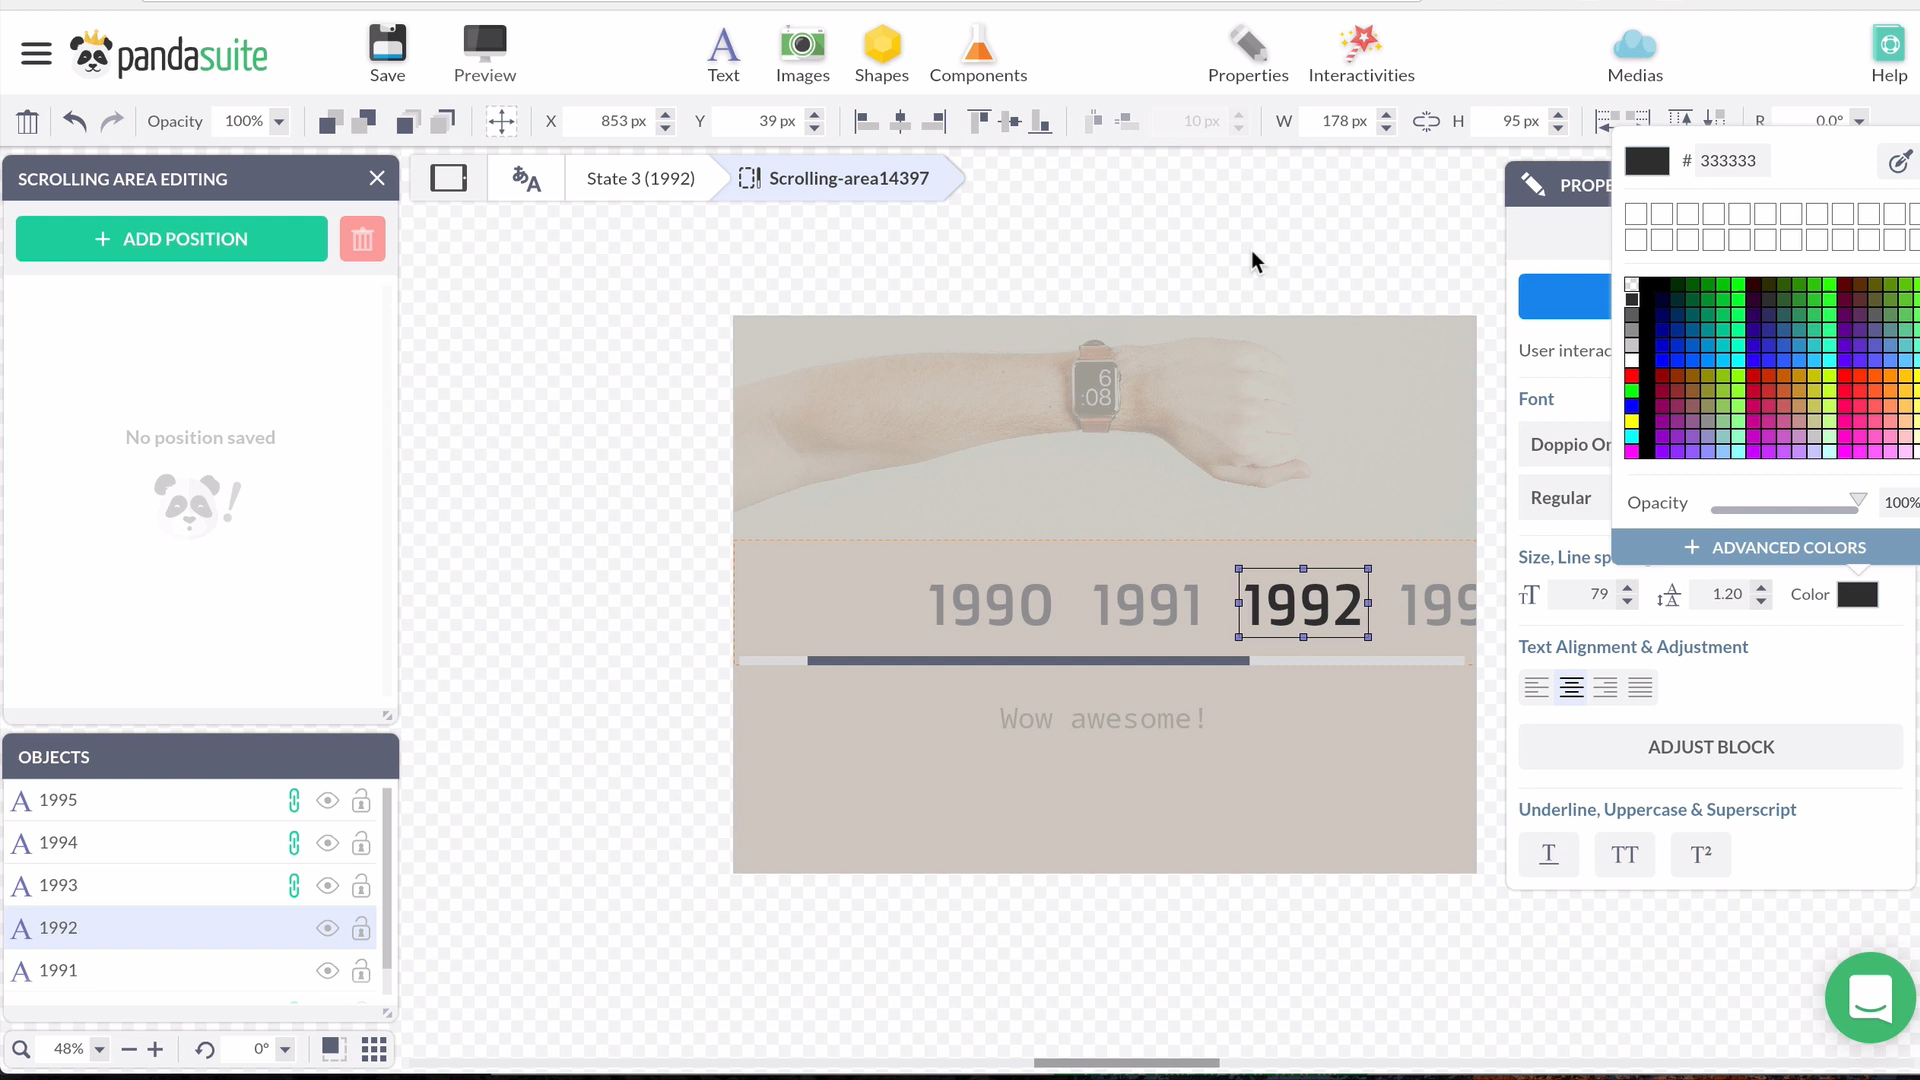 pandasuite
Save
Preview
Text
Images
Shapes
Components
Properties
Interactivities
Medias
Help
Opacity 100%
X 853 px
Y 39 px
10 px
W 178 px
H 95 px
R 0.0°
SCROLLING AREA EDITING
+ ADD POSITION
No position saved
!
あA
State 3 (1992)
Scrolling-area14397
6
:08
1990 1991 1992 199
Wow awesome!
PROPE
# 333333
User interac
Font
Doppio On
Regular
Opacity 100%
+ ADVANCED COLORS
Size, Line sp
TT 79
A 1.20
Color
Text Alignment & Adjustment
ADJUST BLOCK
Underline, Uppercase & Superscript
T TT T²
OBJECTS
A 1995
A 1994
A 1993
A 1992
A 1991
48%
0°